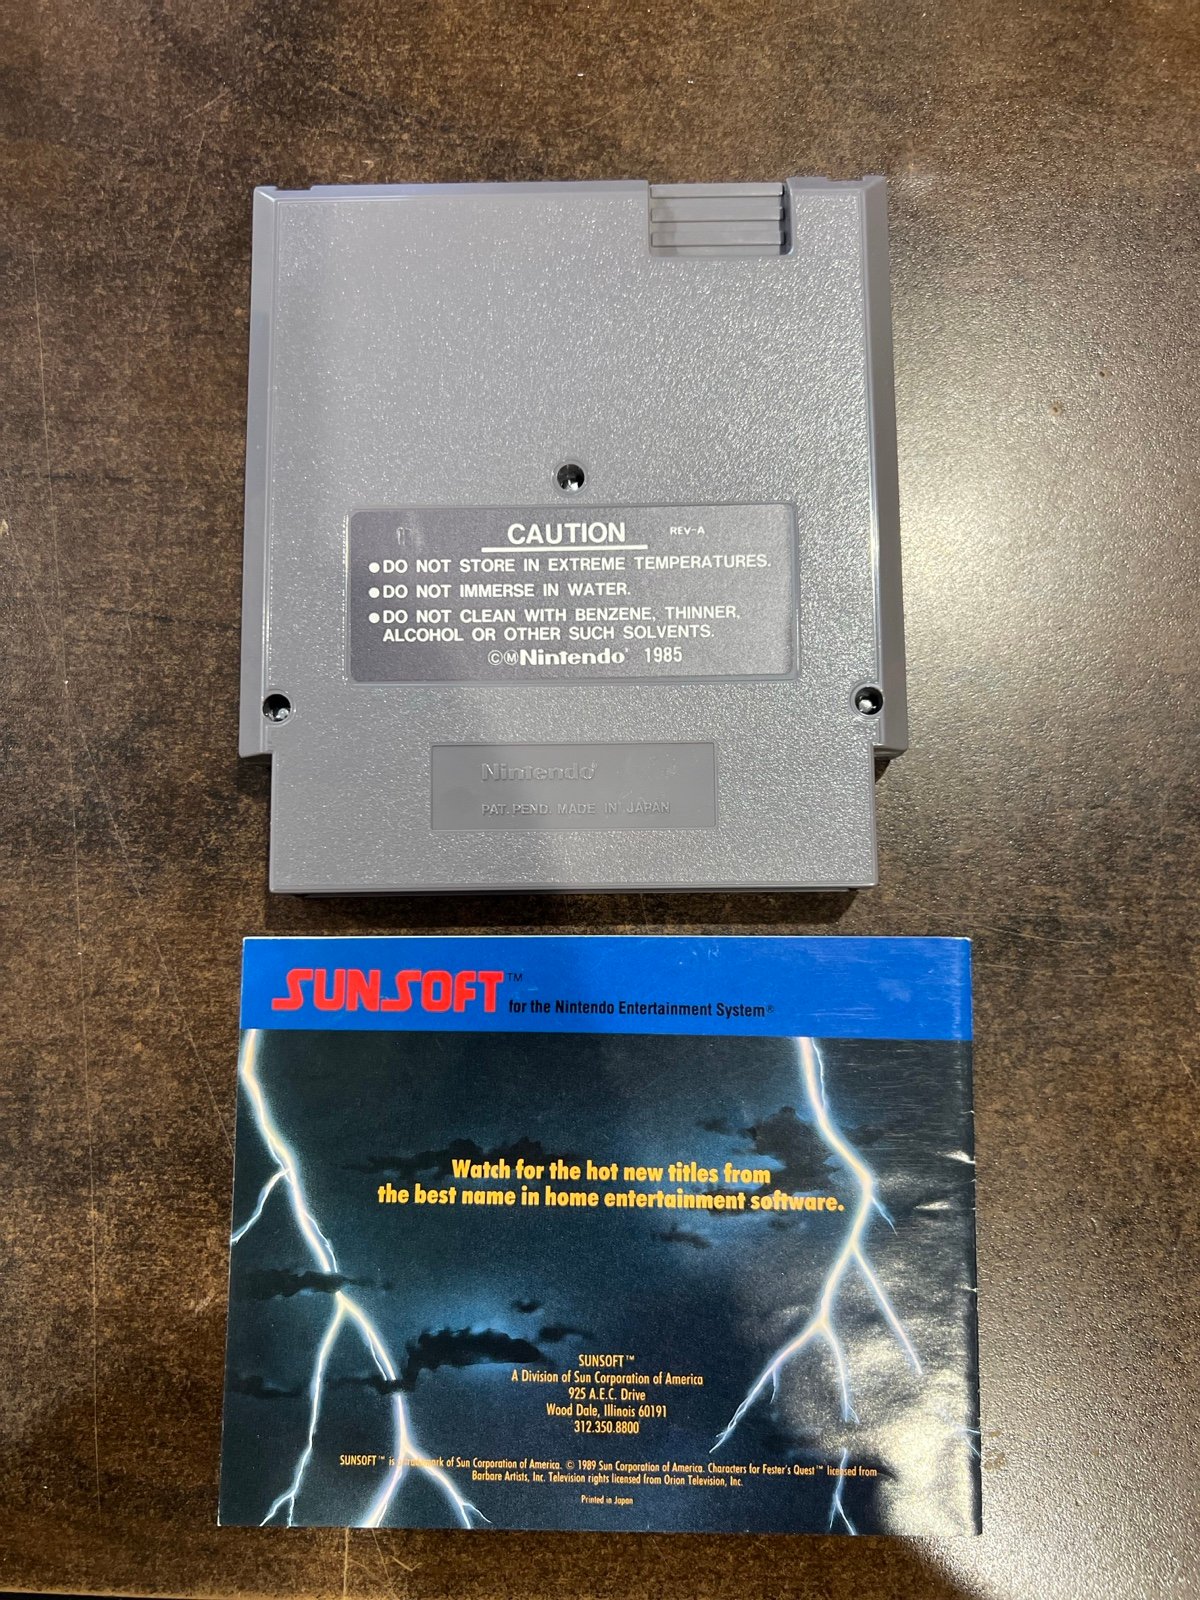 CAUTION REV-A
●DO NOT STORE IN EXTREME TEMPERATURES.
●DO NOT IMMERSE IN WATER.
●DO NOT CLEAN WITH BENZENE, THINNER,
ALCOHOL OR OTHER SUCH SOLVENTS.
©ⓂNintendo® 1985
Nintendo®
PAT. PEND. MADE IN JAPAN
SUNSOFT™ for the Nintendo Entertainment System®
Watch for the hot new titles from
the best name in home entertainment software.
SUNSOFT™
A Division of Sun Corporation of America
925 A.E.C. Drive
Wood Dale, Illinois 60191
312.350.8800
SUNSOFT™ is a trademark of Sun Corporation of America. © 1989 Sun Corporation of America. Characters for Fester's Quest™ licensed from
Barbare Artists, Inc. Television rights licensed from Orion Television, Inc.
Printed in Japan